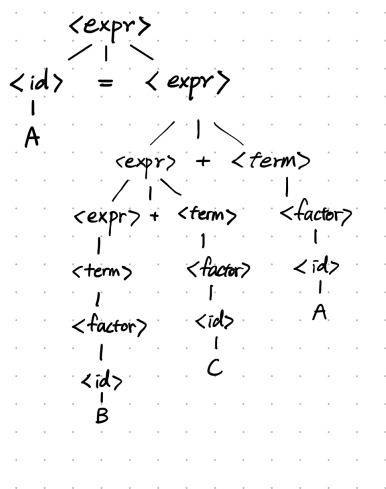 <expr>
<id> = <expr>
A
<expr> + <term>
<expr> + <term> <factor>
<term> <factor> <id>
<factor> <id> A
<id> C
B